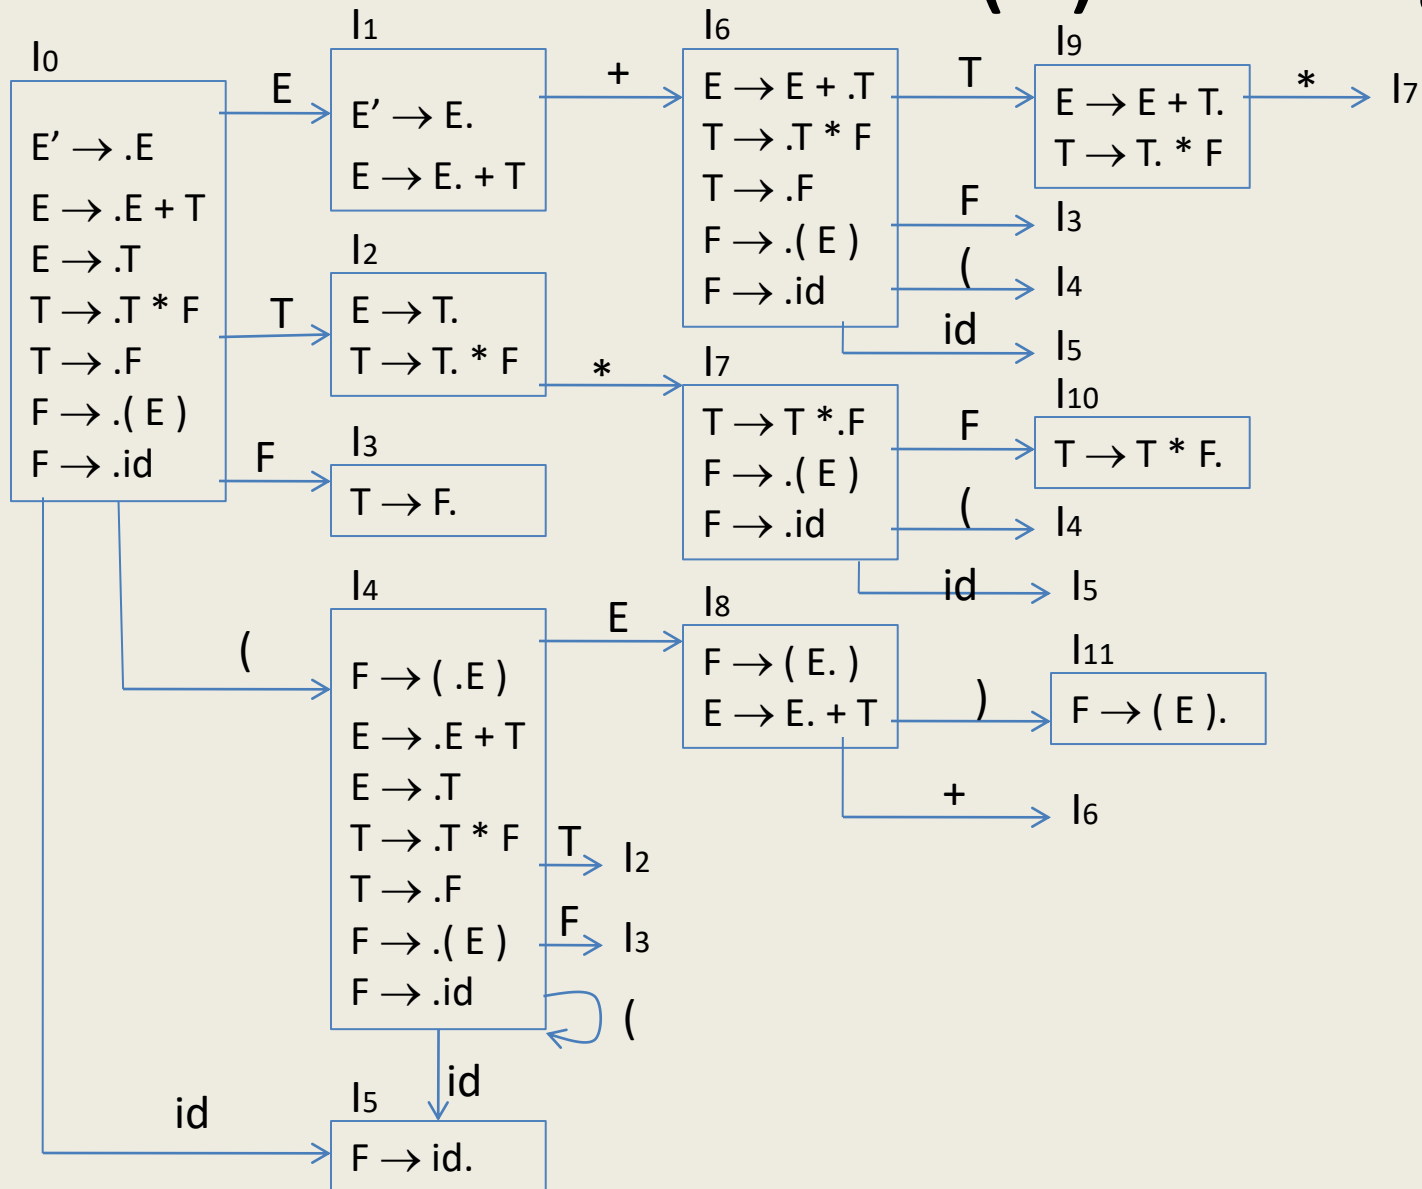 I0
E’ → .E
E → .E + T
E → .T
T → .T * F
T → .F
F → .( E )
F → .id
E
T
F
(
id
I1
E’ → E.
E → E. + T
I2
E → T.
T → T. * F
I3
T → F.
I4
F → ( .E )
E → .E + T
E → .T
T → .T * F
T → .F
F → .( E )
F → .id
id
I5
F → id.
+
*
E
T
I2
F
I3
(
I6
E → E + .T
T → .T * F
T → .F
F → .( E )
F → .id
I7
T → T *.F
F → .( E )
F → .id
I8
F → ( E. )
E → E. + T
T
F
I3
(
I4
id
I5
F
(
I4
id
I5
)
+
I6
I9
E → E + T.
T → T. * F
*
I7
I10
T → T * F.
I11
F → ( E ).